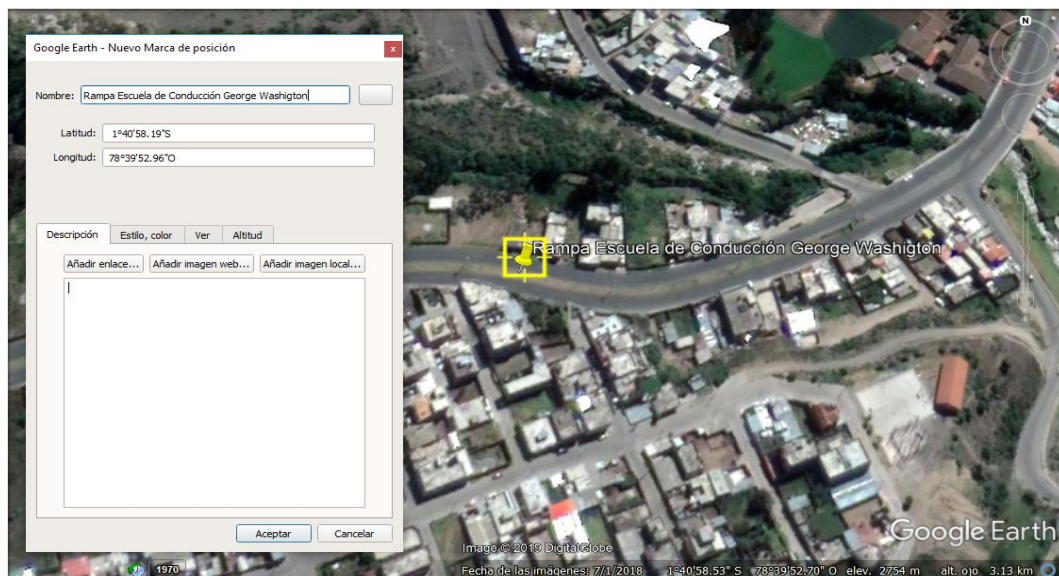 Google Earth - Nuevo Marca de posición
x
Nombre: Rampa Escuela de Conducción George Washigton
Latitud: 1°40'58.19"S
Longitud: 78°39'52.96"O
Descripción Estilo, color Ver Altitud
Añadir enlace... Añadir imagen web... Añadir imagen local...
Aceptar Cancelar
N
Rampa Escuela de Conducción George Washigton
Google Earth
Image © 2019 DigitalGlobe
1970
Fecha de las imágenes: 7/1/2018 1°40'58.53" S 78°39'52.70" O elev. 2754 m alt. ojo 3.13 km